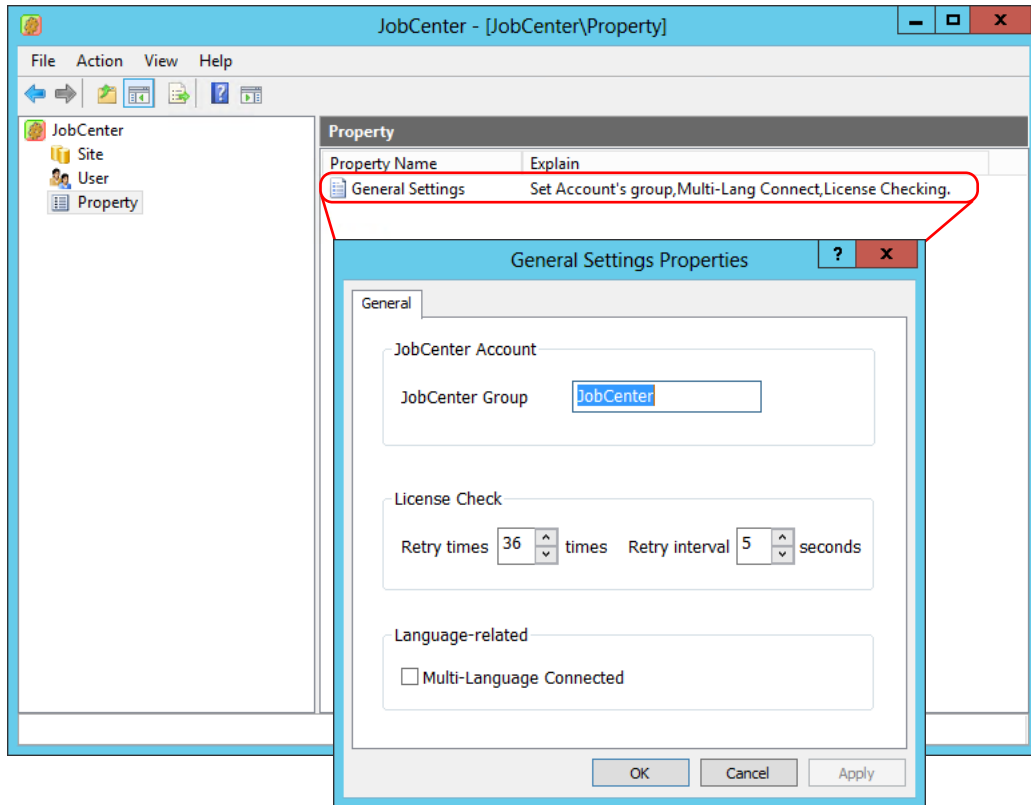 JobCenter - [JobCenter\Property]
File Action View Help
JobCenter
Site
User
Property
Property
Property Name Explain
General Settings Set Account's group,Multi-Lang Connect,License Checking.
General Settings Properties
General
JobCenter Account
JobCenter Group JobCenter
License Check
Retry times 36 times Retry interval 5 seconds
Language-related
Multi-Language Connected
OK Cancel Apply